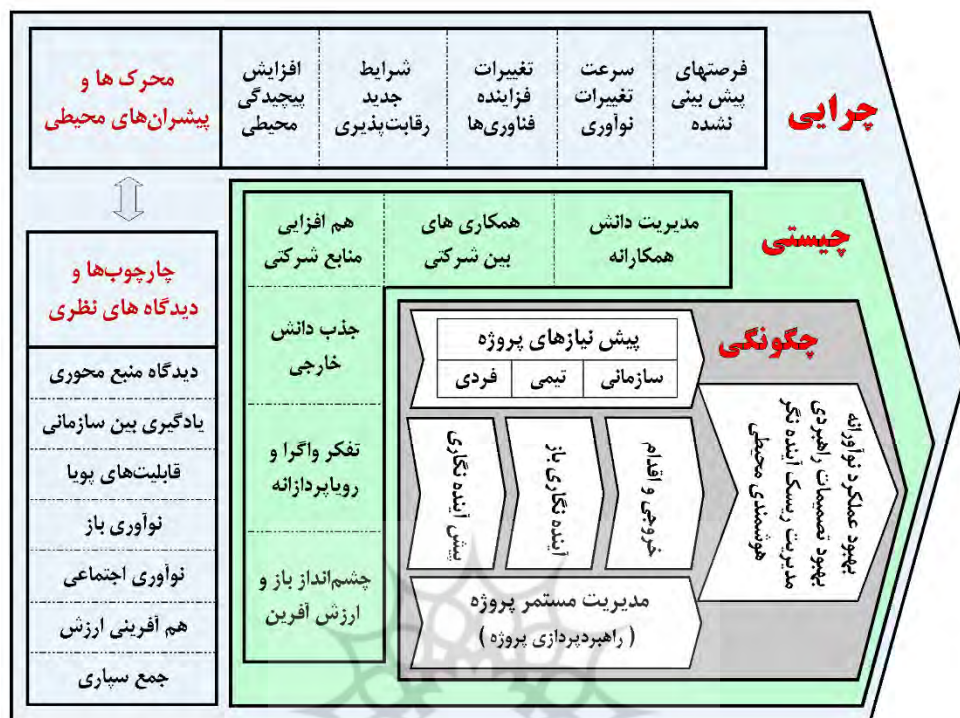 چرایی
فرصتهای
پیش بینی
نشده
سرعت
تغییرات
نوآوری
تغییرات
فزاینده
فناوری‌ها
شرایط
جدید
رقابت‌پذیری
افزایش
پیچیدگی
محیطی
محرک ها و
پیشران‌های محیطی
چارچوب‌ها و
دیدگاه های نظری
دیدگاه منبع محوری
یادگیری بین سازمانی
قابلیت‌های پویا
نوآوری باز
نوآوری اجتماعی
هم آفرینی ارزش
جمع سپاری
چیستی
مدیریت دانش
همکارانه
همکاری های
بین شرکتی
هم افزایی
منابع شرکتی
جذب دانش
خارجی
تفکر واگرا و
رویاپردازانه
چشم‌انداز باز و
ارزش آفرین
چگونگی
پیش نیازهای پروژه
سازمانی
تیمی
فردی
پیش آینده نگاری
آینده نگاری باز
خروجی و اقدام
مدیریت مستمر پروژه
( راهبردپردازی پروژه )
بهبود عملکرد نوآورانه
بهبود تصمیمات راهبردی
مدیریت ریسک آینده نگر
هوشمندی محیطی